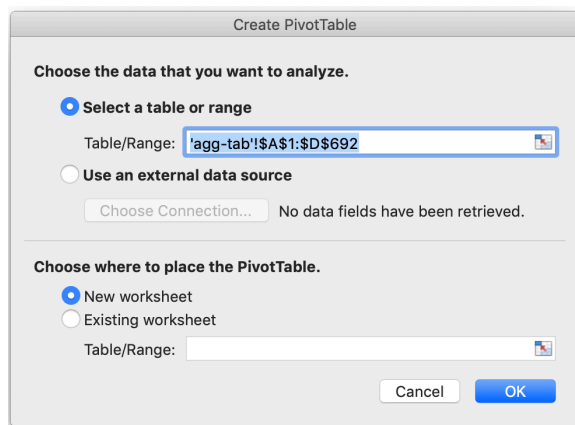 Create PivotTable
Choose the data that you want to analyze.
Select a table or range
Table/Range: 'agg-tab'!$A$1:$D$692
Use an external data source
Choose Connection... No data fields have been retrieved.
Choose where to place the PivotTable.
New worksheet
Existing worksheet
Table/Range:
Cancel OK